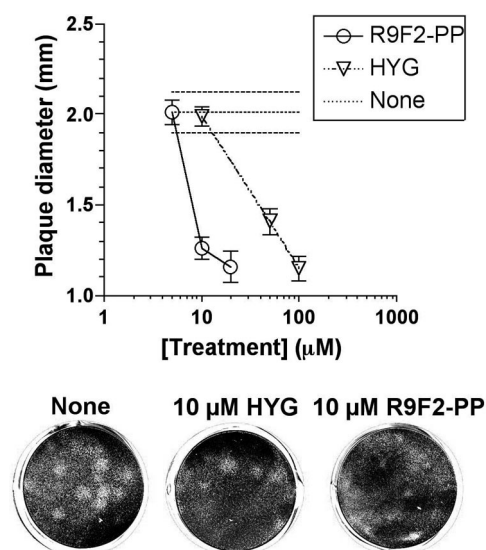 R9F2-PP
HYG
None
Plaque diameter (mm)
2.5
2.0
1.5
1.0
1
10
100
1000
[Treatment] (µM)
None
10 µM HYG
10 µM R9F2-PP